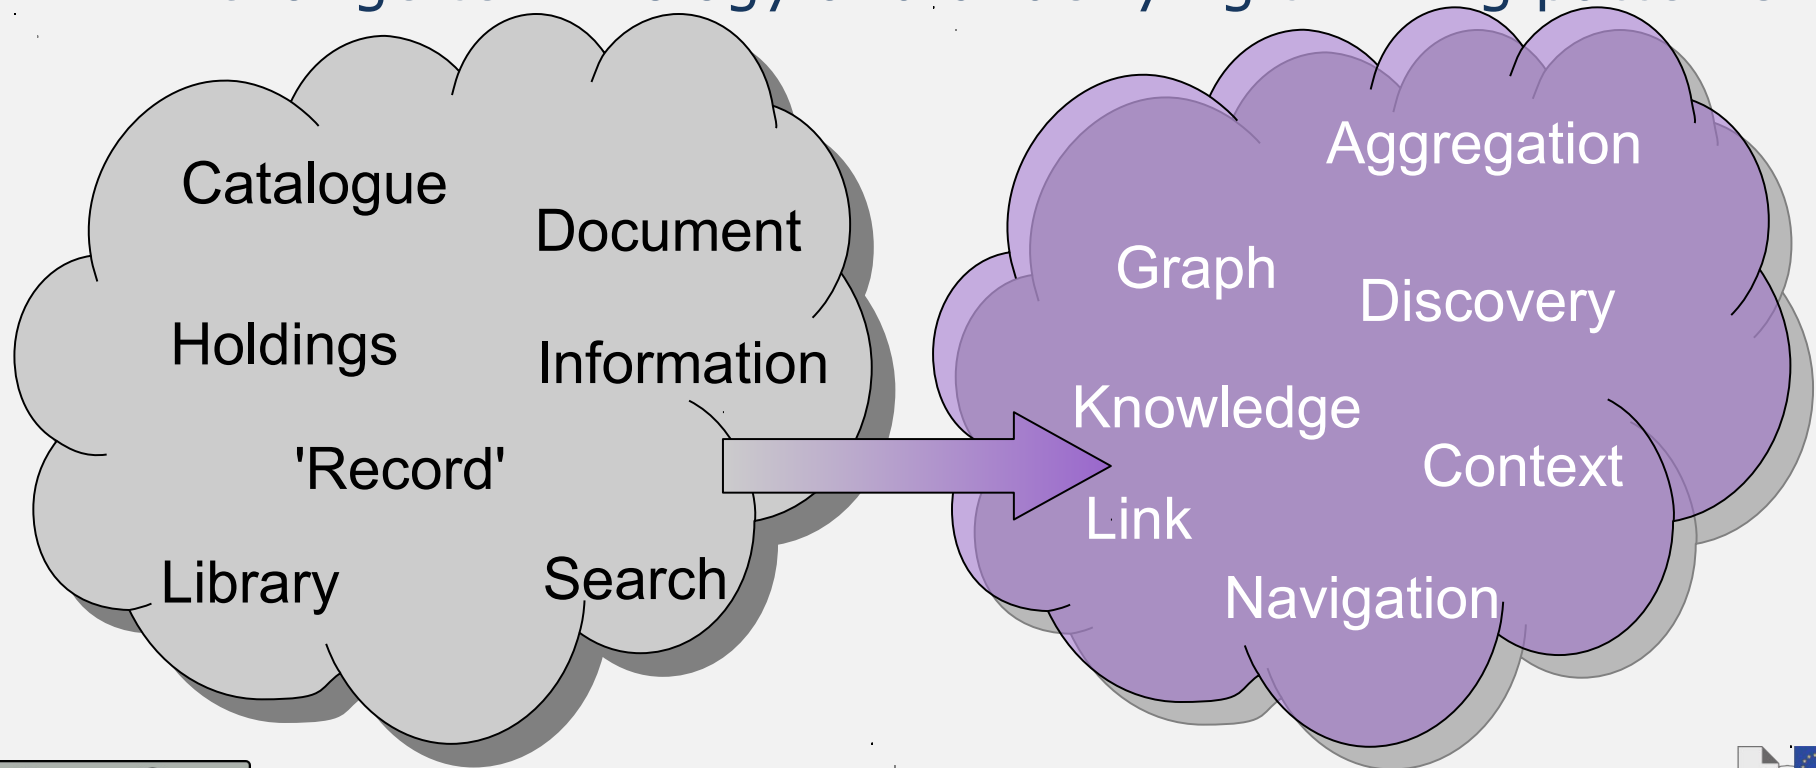 Catalogue
Document
Holdings
Information
'Record'
Library
Search
Aggregation
Graph
Discovery
Knowledge
Context
Link
Navigation